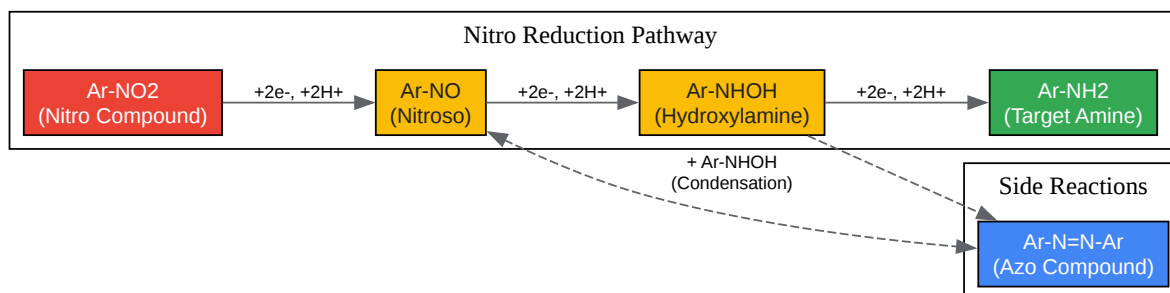 Nitro Reduction Pathway
Ar-NO2
(Nitro Compound)
+2e-, +2H+
Ar-NO
(Nitroso)
+2e-, +2H+
Ar-NHOH
(Hydroxylamine)
+2e-, +2H+
Ar-NH2
(Target Amine)
+ Ar-NHOH
(Condensation)
Side Reactions
Ar-N=N-Ar
(Azo Compound)